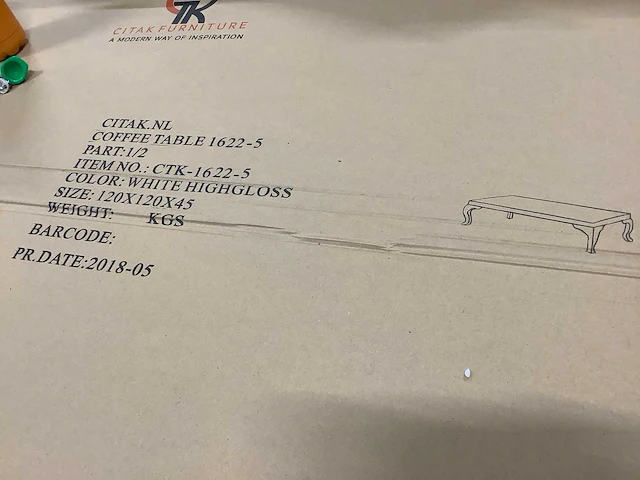 TK
CITAK FURNITURE
A MODERN WAY OF INSPIRATION
CITAK.NL
COFFEE TABLE 1622-5
PART:1/2
ITEM NO.: CTK-1622-5
COLOR: WHITE HIGHGLOSS
SIZE: 120X120X45
WEIGHT: KGS
BARCODE:
PR.DATE:2018-05